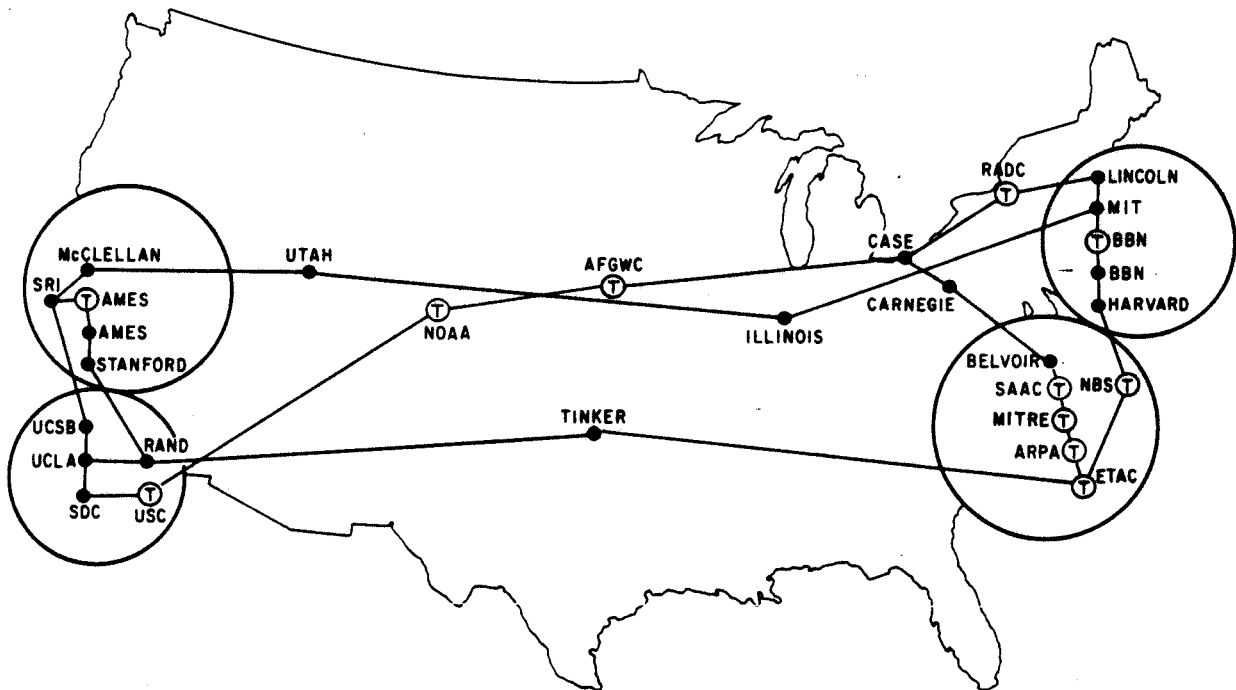 RADC
T
LINCOLN
MIT
T BBN
BBN
HARVARD
McCLELLAN
UTAH
CASE
AFGWC
T
SRI
T AMES
AMES
STANFORD
T
NOAA
ILLINOIS
CARNEGIE
BELVOIR
SAAC T
NBS T
MITRE T
ARPA T
T ETAC
UCSB
RAND
UCLA
SDC
T
USC
TINKER